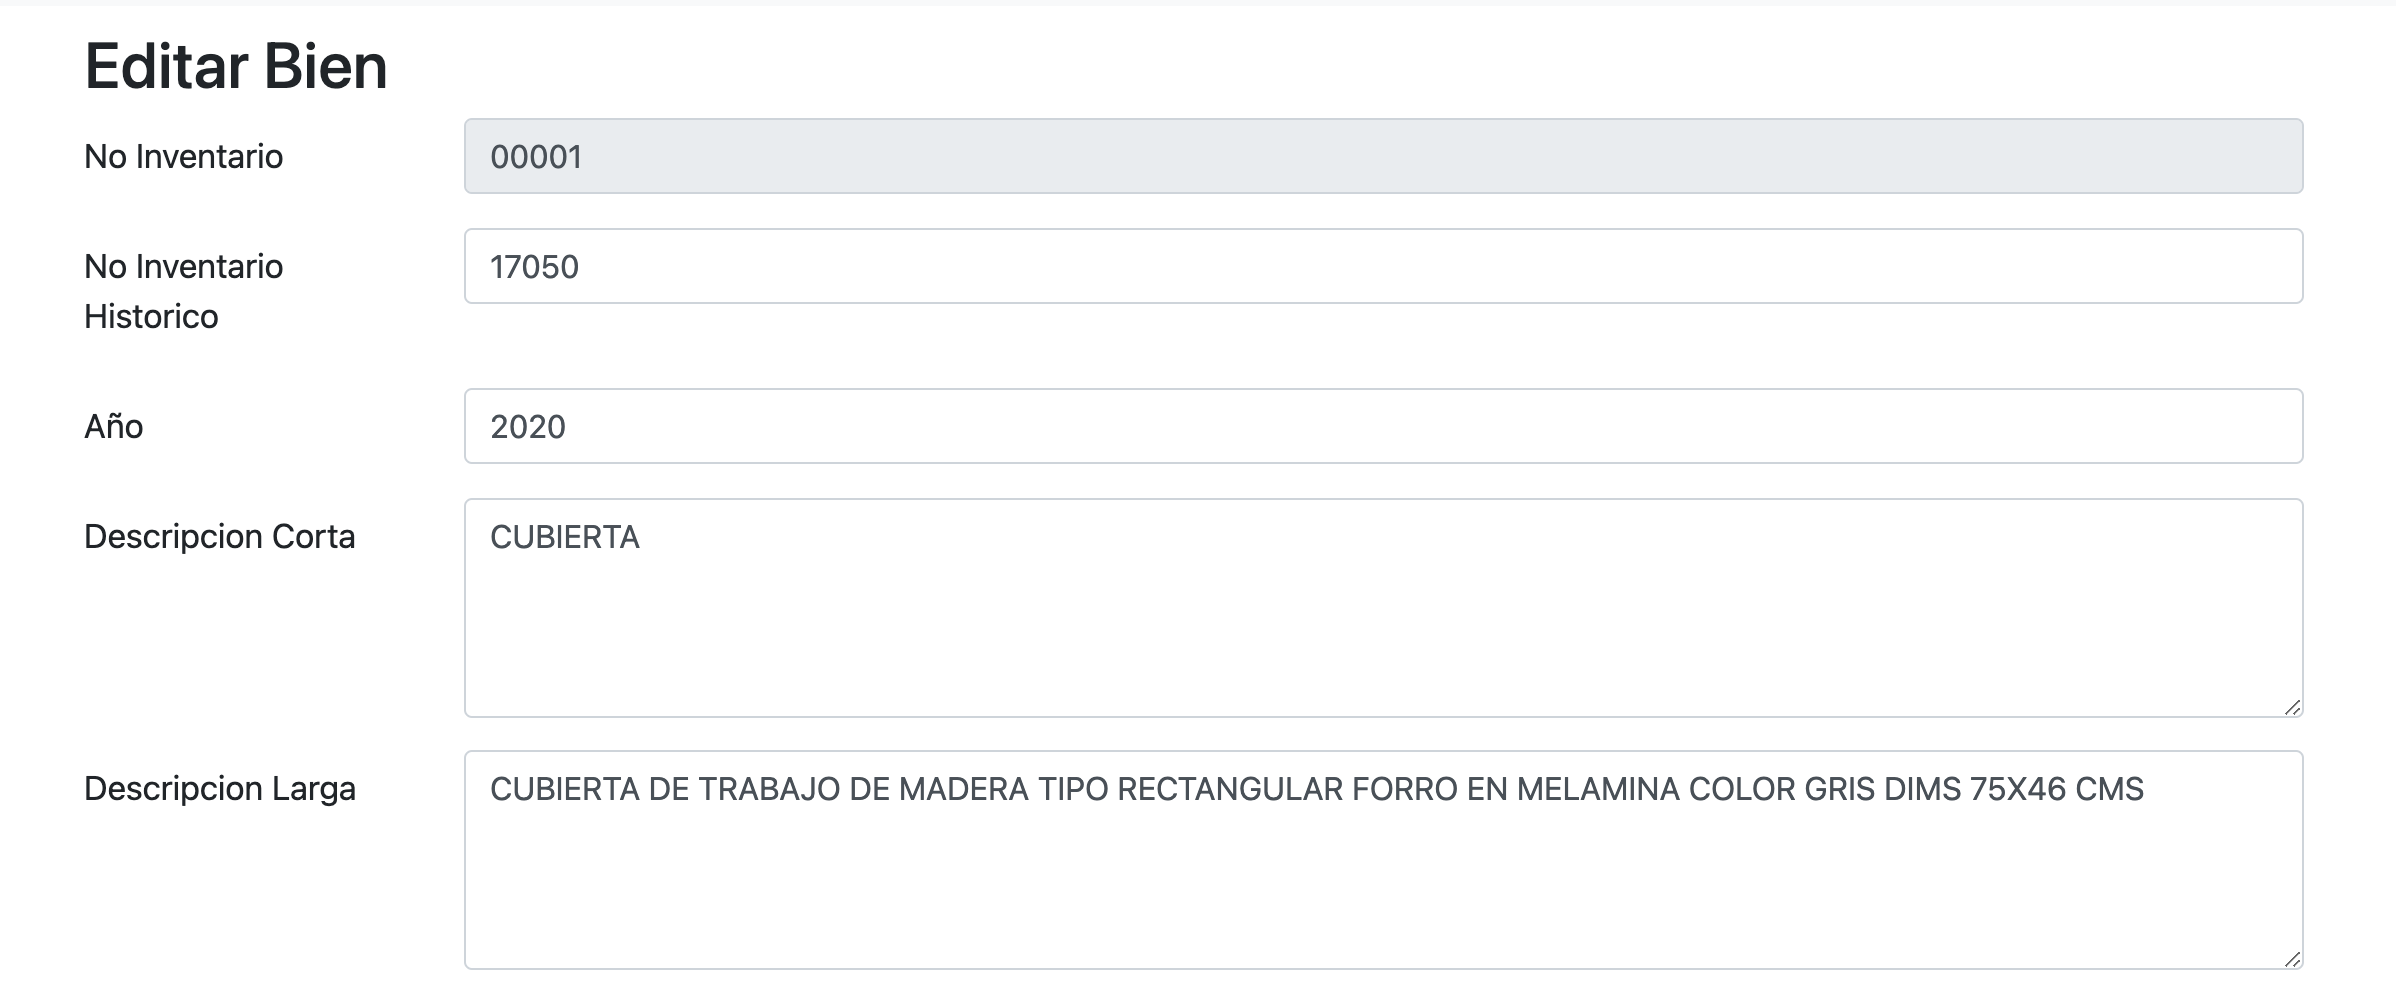 Editar Bien
No Inventario
00001
No Inventario
Historico
17050
Año
2020
Descripcion Corta
CUBIERTA
Descripcion Larga
CUBIERTA DE TRABAJO DE MADERA TIPO RECTANGULAR FORRO EN MELAMINA COLOR GRIS DIMS 75X46 CMS